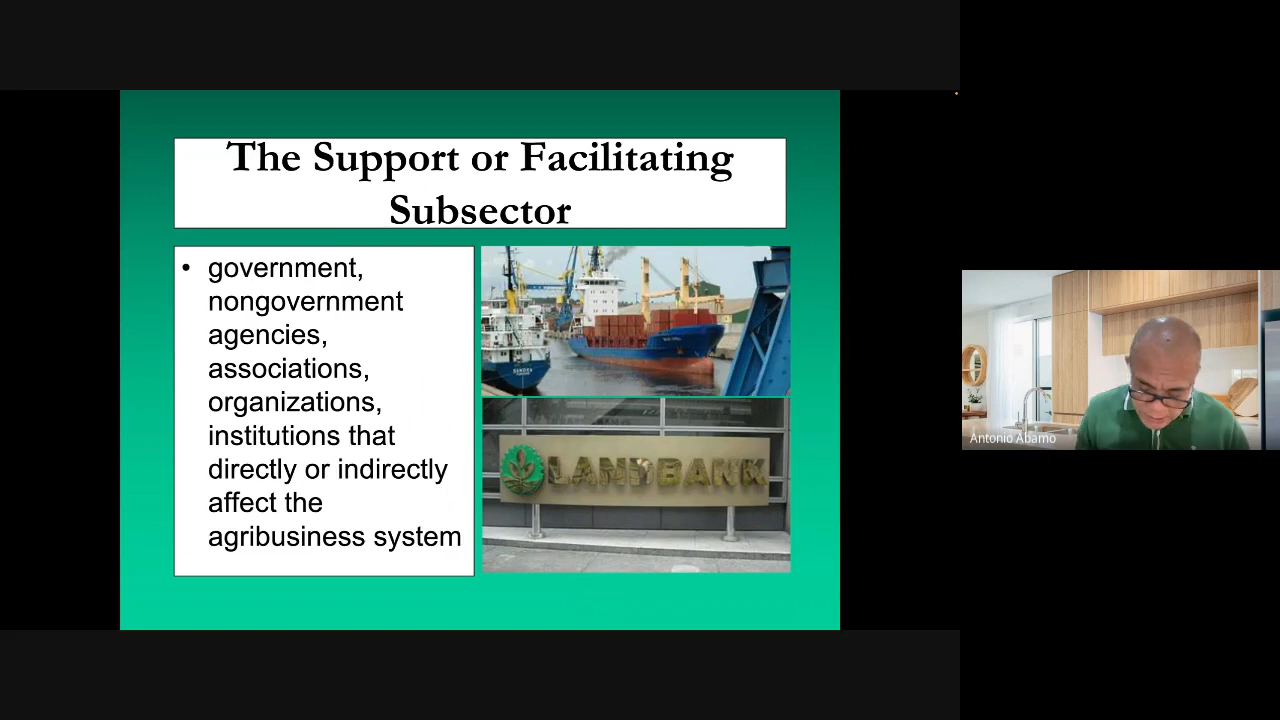 The Support or Facilitating
Subsector
• government,
nongovernment
agencies,
associations,
organizations,
institutions that
directly or indirectly
affect the
agribusiness system
LANDBANK
Antonio Abamo